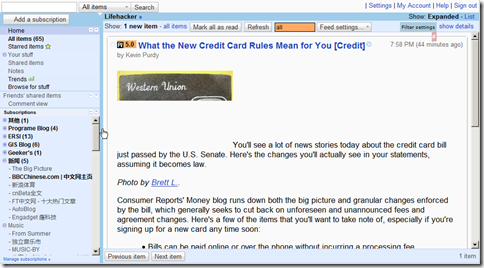 All items
Search
| Settings | My Account | Help | Sign out
Add a subscription
Home
All items (65)
Starred items
Your stuff
Shared items
Notes
Trends
Browse for stuff
Friends' shared items
Comment view
Subscriptions
其他 (1)
Programe Blog (4)
ERSI (13)
GIS Blog (6)
Geeker's (1)
新闻 (5)
- The Big Picture
- BBCChinese.com | 中文网主页
- 新浪体育
- cnBeta全文
- FT中文网 - 十大热门文章
- AutoBlog
- Engadget 瘾科技
Music
- From Summer
- 独立音乐市
- MUSIC-BY
Manage subscriptions »
Lifehacker »
Show: Expanded - List
Show: 1 new item - all items
Mark all as read
Refresh
all
Feed settings...
Filter settings
show details
5.0
What the New Credit Card Rules Mean for You [Credit]
7:58 PM (44 minutes ago)
by Kevin Purdy
Western Union
You'll see a lot of news stories today about the credit card bill
just passed by the U.S. Senate. Here's the changes you'll actually see in your statements,
assuming it becomes law.
Photo by Brett L..
Consumer Reports' Money blog runs down both the big picture and granular changes enforced
by the bill, which generally seeks to cut back on unforeseen and unannounced fees and
agreement changes. Here's a few of the items that you'll want to take note of, especially if you're
signing up for a new card any time soon:
• Bills can be paid online or over the phone without incurring a processing fee
Previous item
Next item
1 item